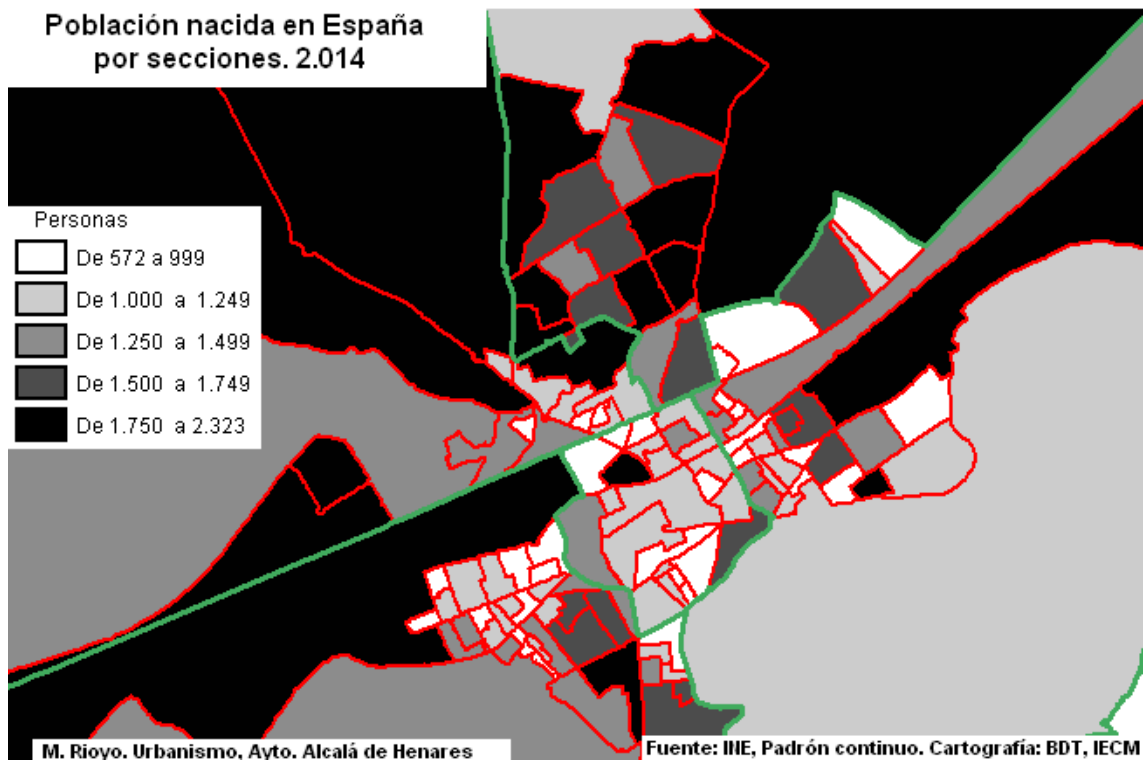 Población nacida en España
por secciones. 2.014
Personas
De 572 a 999
De 1.000 a 1.249
De 1.250 a 1.499
De 1.500 a 1.749
De 1.750 a 2.323
M. Rioyo. Urbanismo, Ayto. Alcalá de Henares
Fuente: INE, Padrón continuo. Cartografía: BDT, IECM